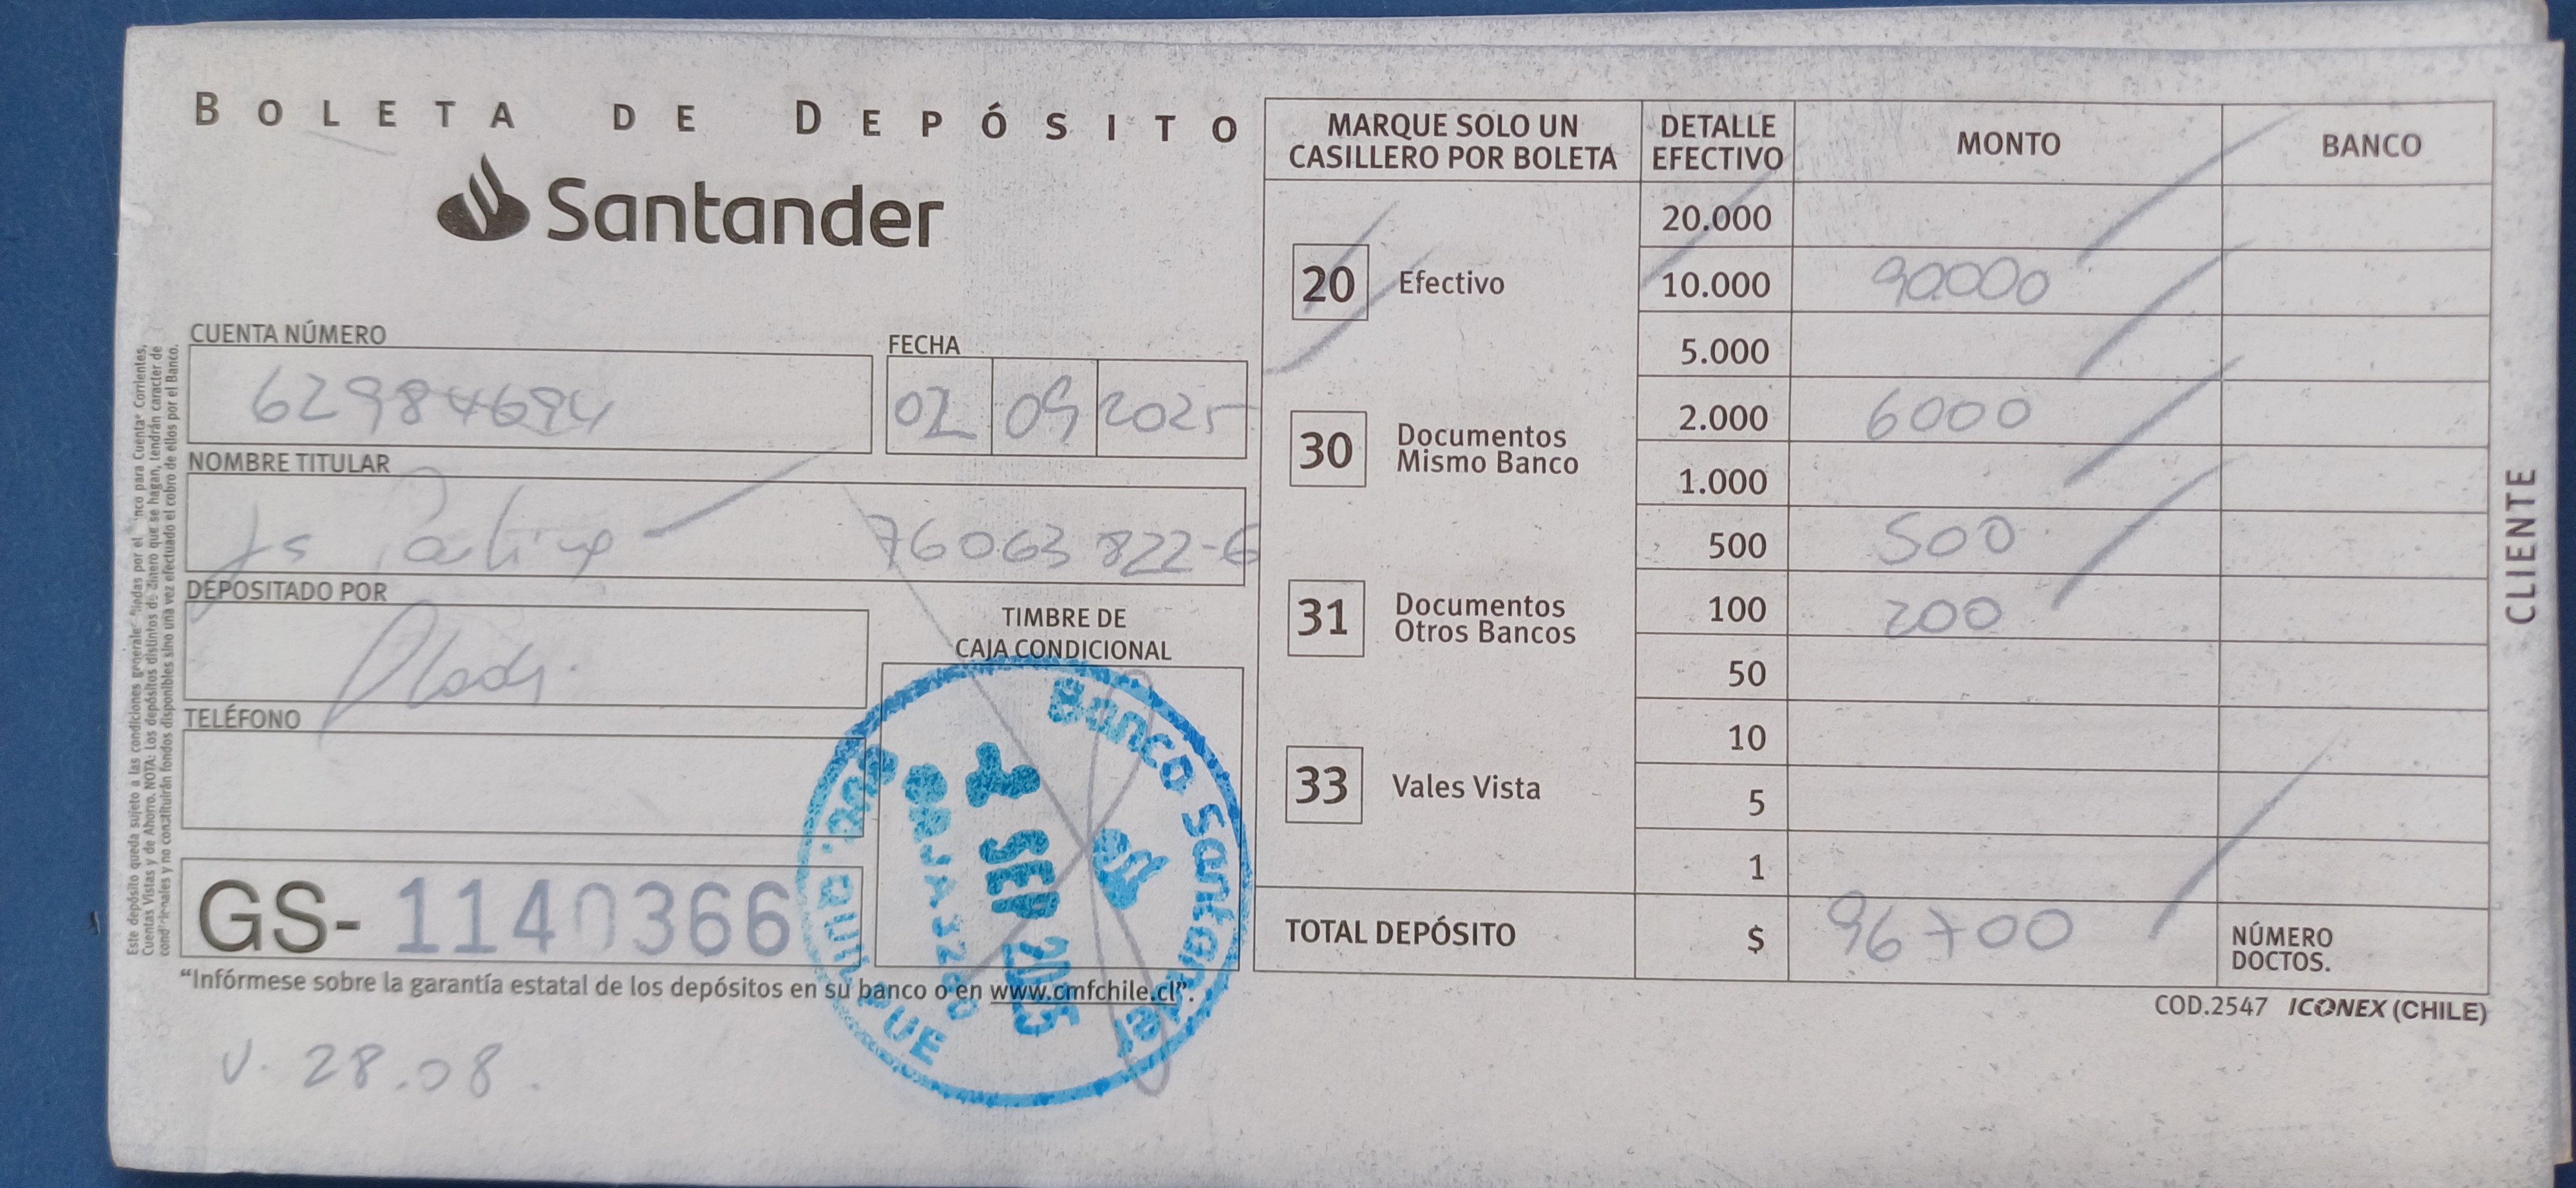 BOLETA DE DEPÓSITO
Santander
CUENTA NÚMERO
62984694
FECHA
02 09 2025
NOMBRE TITULAR
76063822-6
DEPOSITADO POR
TELÉFONO
TIMBRE DE
CAJA CONDICIONAL
Banco Santander
SEP 2025
CAJA
QUILPUE
GS- 1140366
“Infórmese sobre la garantía estatal de los depósitos en su banco o en www.cmfchile.cl”.
v. 28.08.
MARQUE SOLO UN
CASILLERO POR BOLETA
20 Efectivo
30 Documentos
Mismo Banco
31 Documentos
Otros Bancos
33 Vales Vista
DETALLE
EFECTIVO
MONTO
BANCO
20.000
10.000 90.000
5.000
2.000 6000
1.000
500 500
100 200
50
10
5
1
TOTAL DEPÓSITO $ 96700
NÚMERO
DOCTOS.
COD.2547 ICONEX (CHILE)
CLIENTE